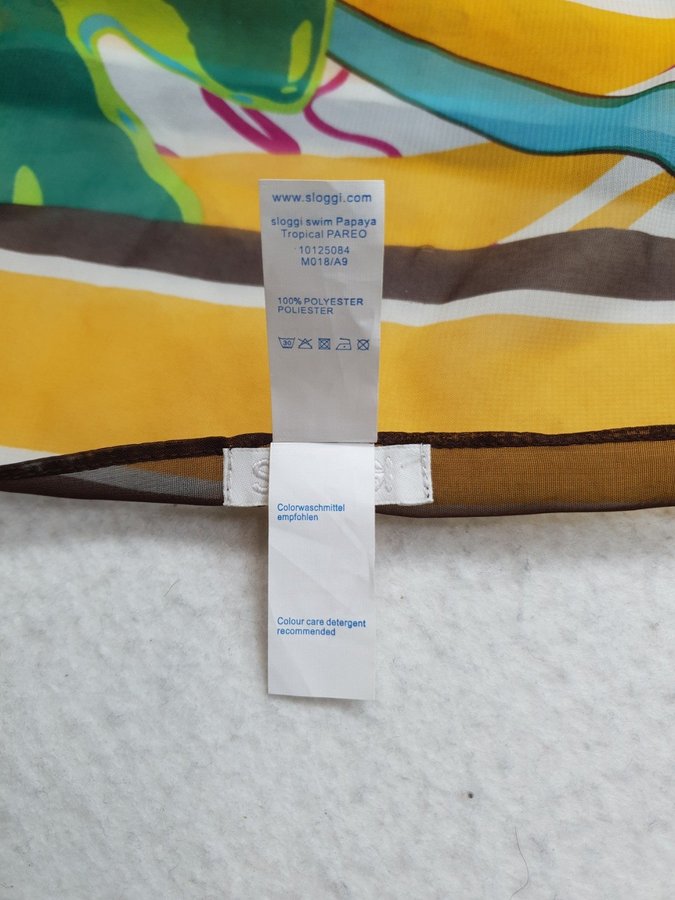 www.sloggi.com
sloggi swim Papaya
Tropical PAREO
10125084
M018/A9
100% POLYESTER
POLIESTER
30
Colorwaschmittel
empfohlen
Colour care detergent
recommended